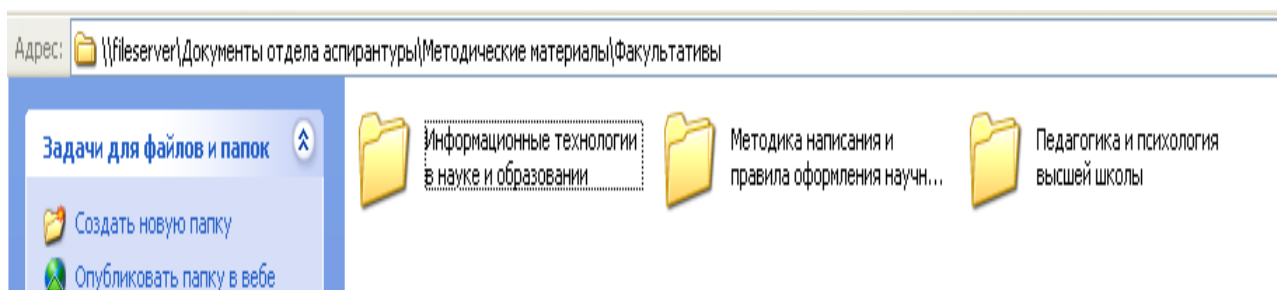 Адрес: \\fileserver\Документы отдела аспирантуры\Методические материалы\Факультативы
Задачи для файлов и папок
Создать новую папку
Опубликовать папку в вебе
Информационные технологии
в науке и образовании
Методика написания и
правила оформления научн...
Педагогика и психология
высшей школы